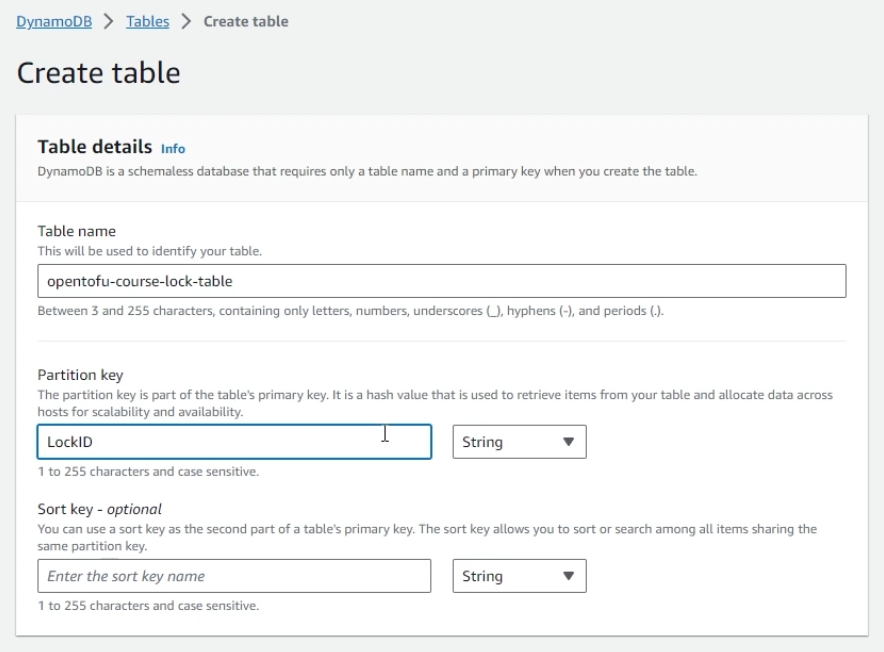 DynamoDB > Tables > Create table
Create table
Table details Info
DynamoDB is a schemaless database that requires only a table name and a primary key when you create the table.
Table name
This will be used to identify your table.
opentofu-course-lock-table
Between 3 and 255 characters, containing only letters, numbers, underscores (_), hyphens (-), and periods (.).
Partition key
The partition key is part of the table's primary key. It is a hash value that is used to retrieve items from your table and allocate data across
hosts for scalability and availability.
LockID String
1 to 255 characters and case sensitive.
Sort key - optional
You can use a sort key as the second part of a table's primary key. The sort key allows you to sort or search among all items sharing the
same partition key.
Enter the sort key name String
1 to 255 characters and case sensitive.